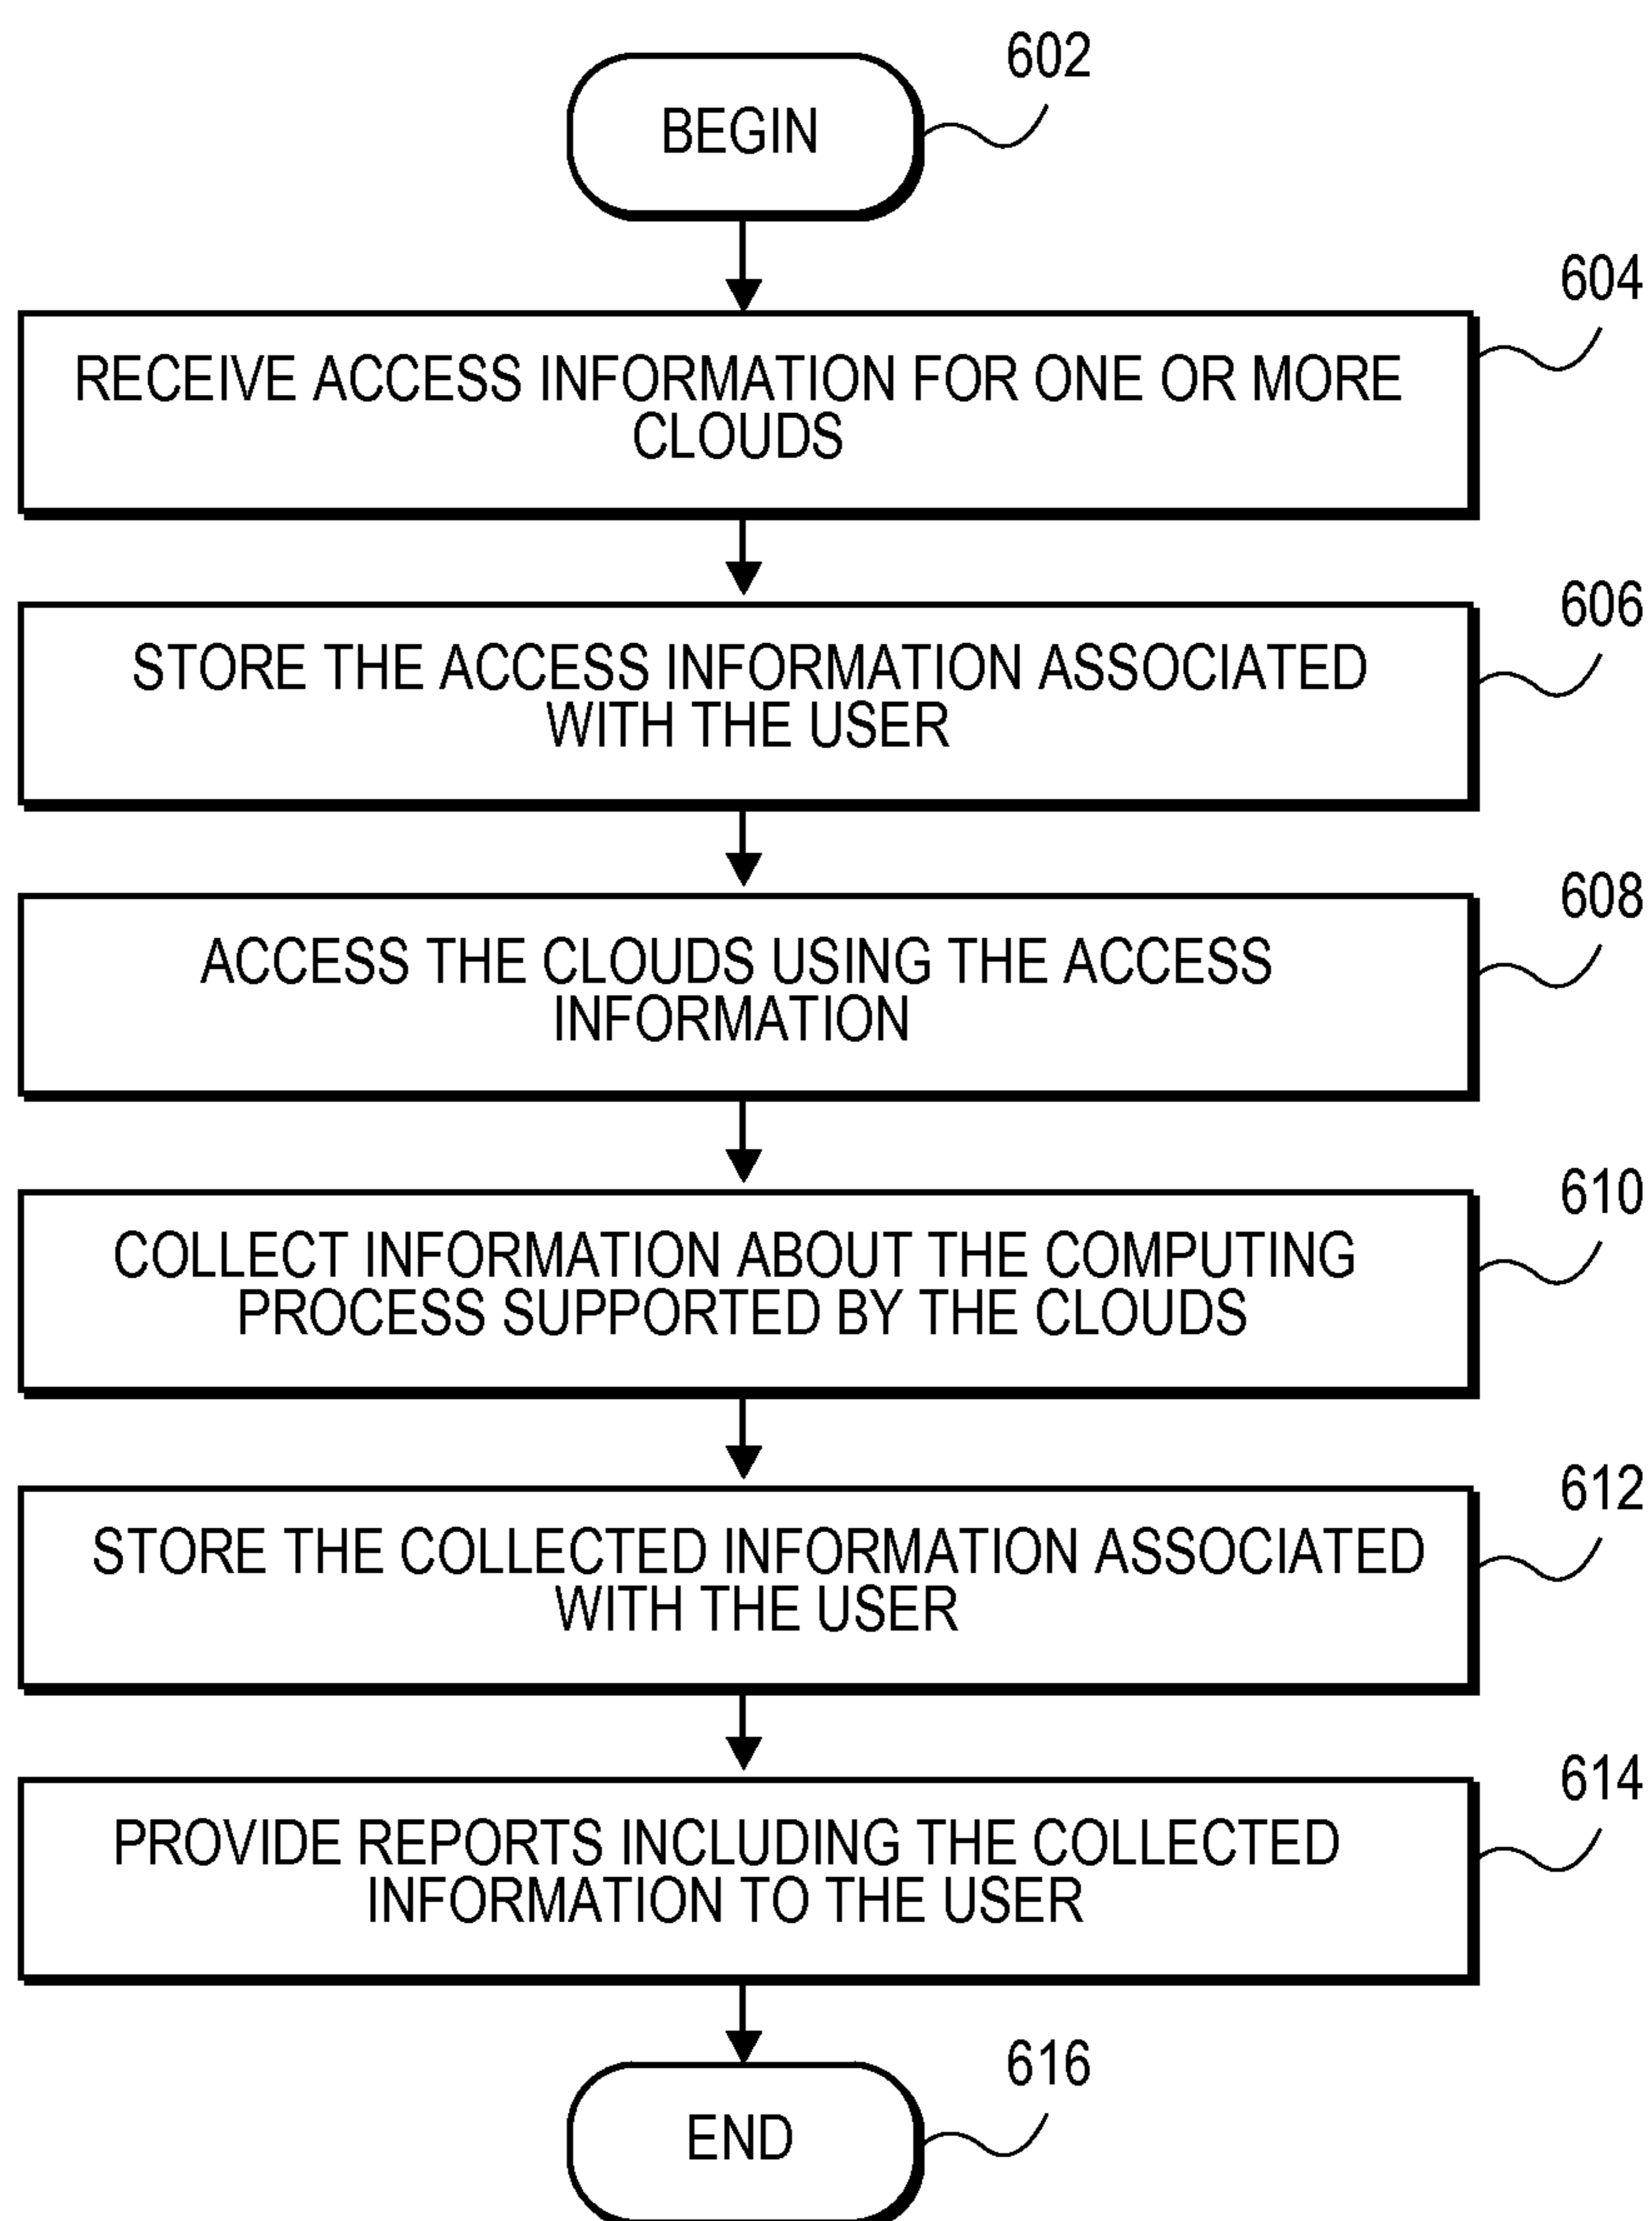 602
BEGIN
604
RECEIVE ACCESS INFORMATION FOR ONE OR MORE
CLOUDS
606
STORE THE ACCESS INFORMATION ASSOCIATED
WITH THE USER
608
ACCESS THE CLOUDS USING THE ACCESS
INFORMATION
610
COLLECT INFORMATION ABOUT THE COMPUTING
PROCESS SUPPORTED BY THE CLOUDS
612
STORE THE COLLECTED INFORMATION ASSOCIATED
WITH THE USER
614
PROVIDE REPORTS INCLUDING THE COLLECTED
INFORMATION TO THE USER
616
END